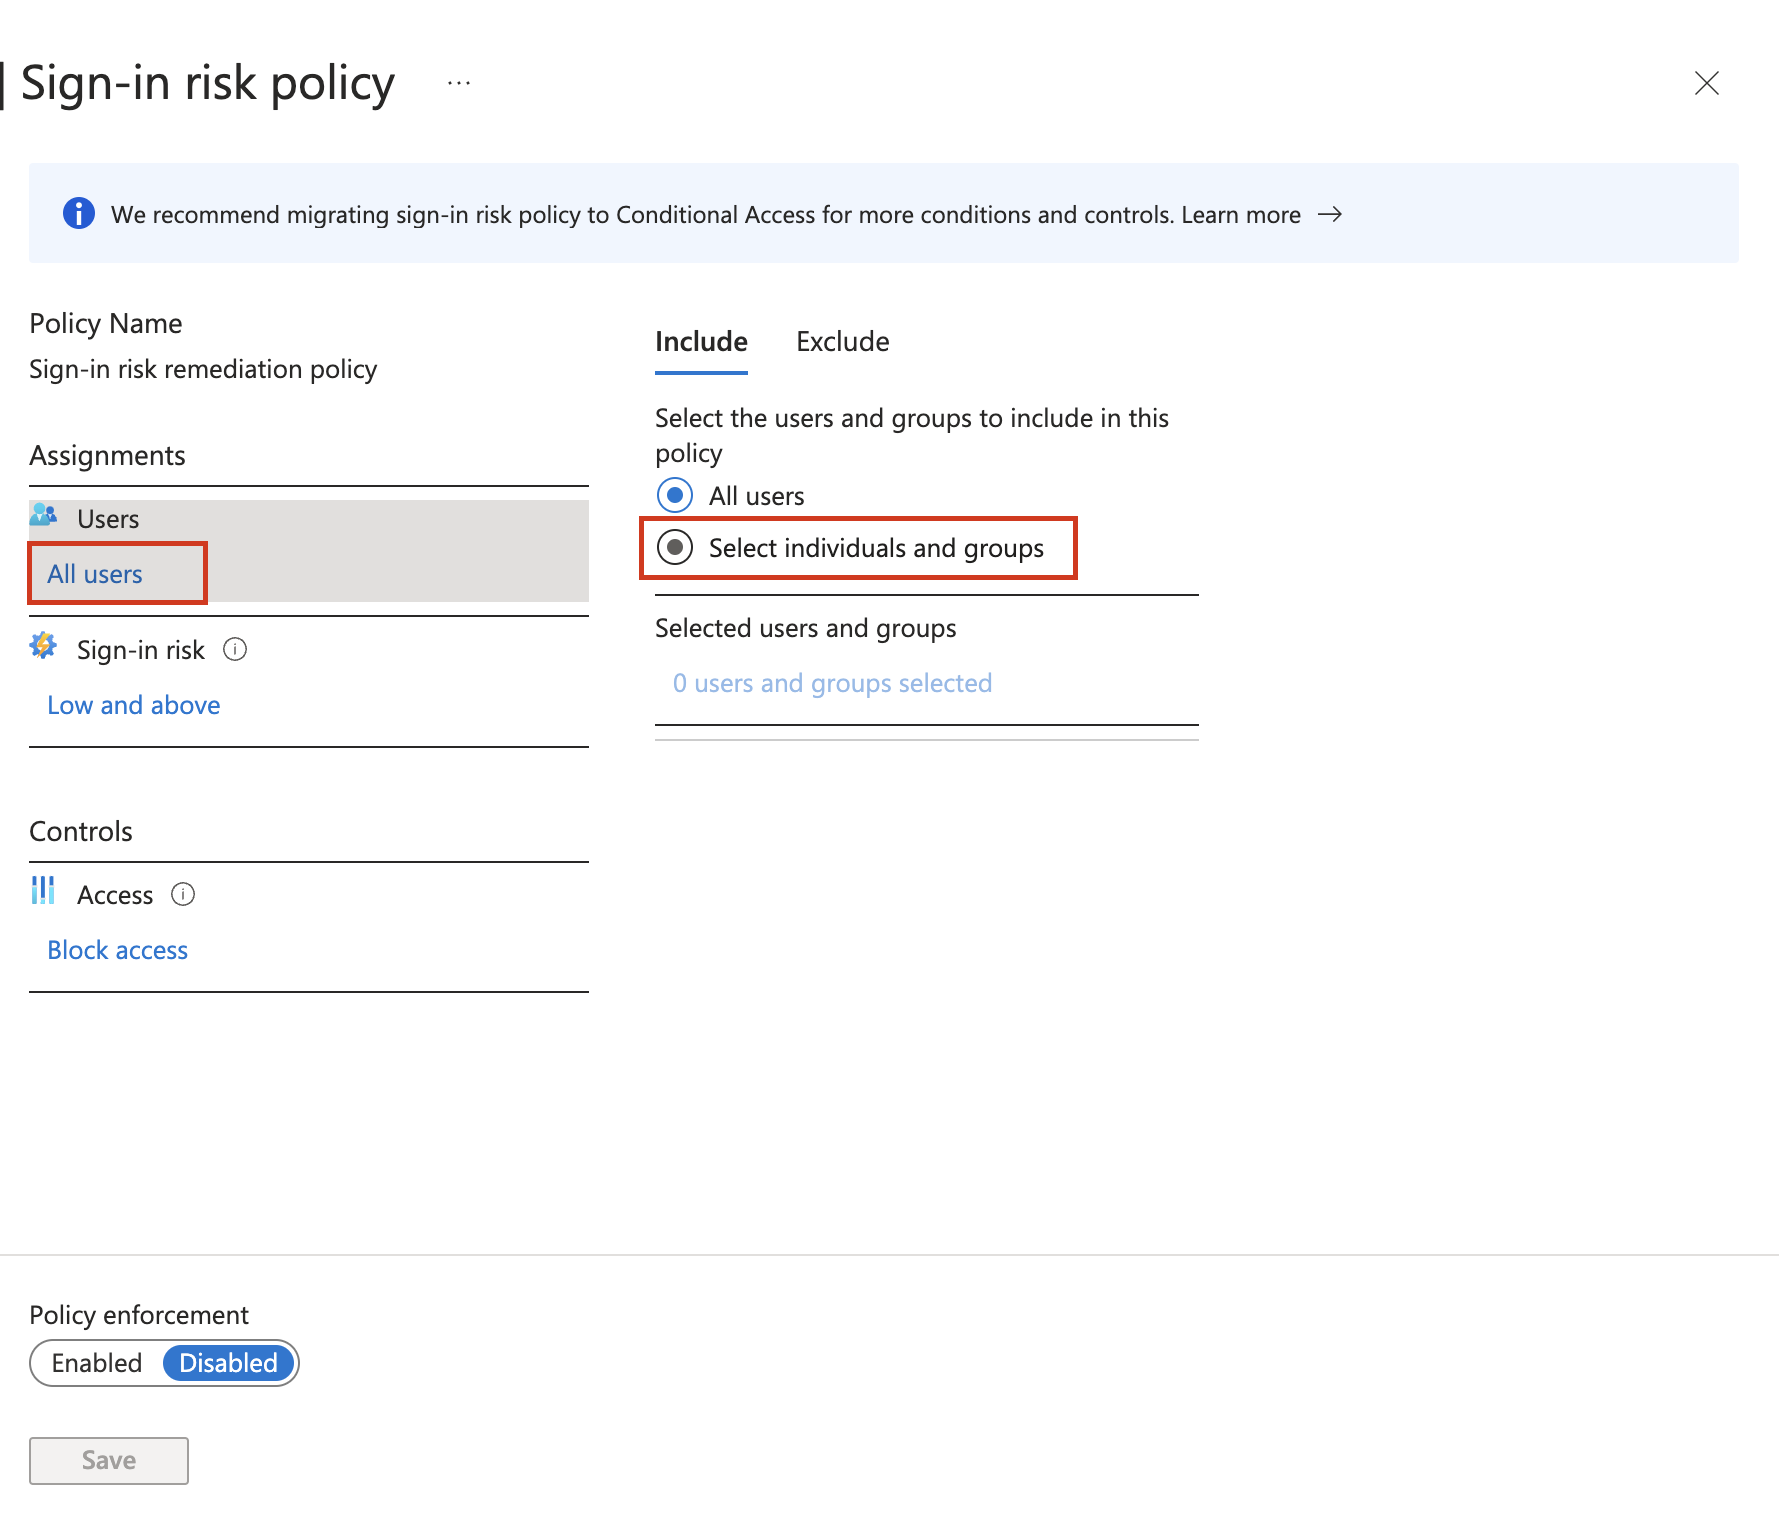 Sign-in risk policy ...
We recommend migrating sign-in risk policy to Conditional Access for more conditions and controls. Learn more →
Policy Name
Sign-in risk remediation policy
Assignments
Users
All users
Sign-in risk
Low and above
Controls
Access
Block access
Include Exclude
Select the users and groups to include in this
policy
All users
Select individuals and groups
Selected users and groups
0 users and groups selected
Policy enforcement
Enabled Disabled
Save